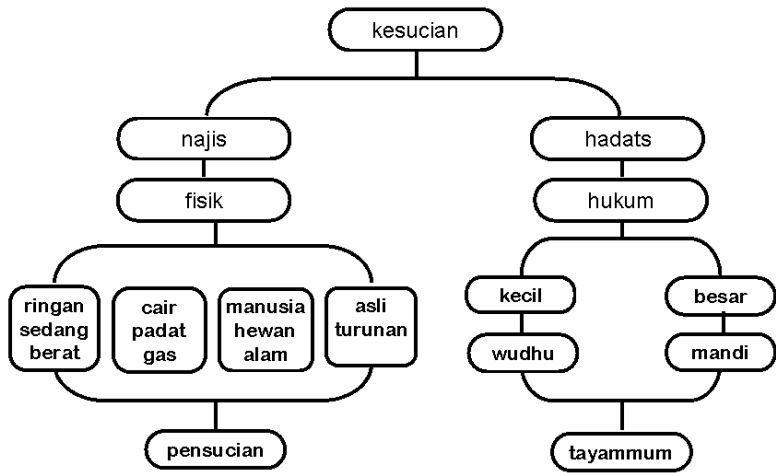 kesucian
najis
hadats
fisik
hukum
ringan
sedang
berat
cair
padat
gas
manusia
hewan
alam
asli
turunan
kecil
besar
wudhu
mandi
pensucian
tayammum